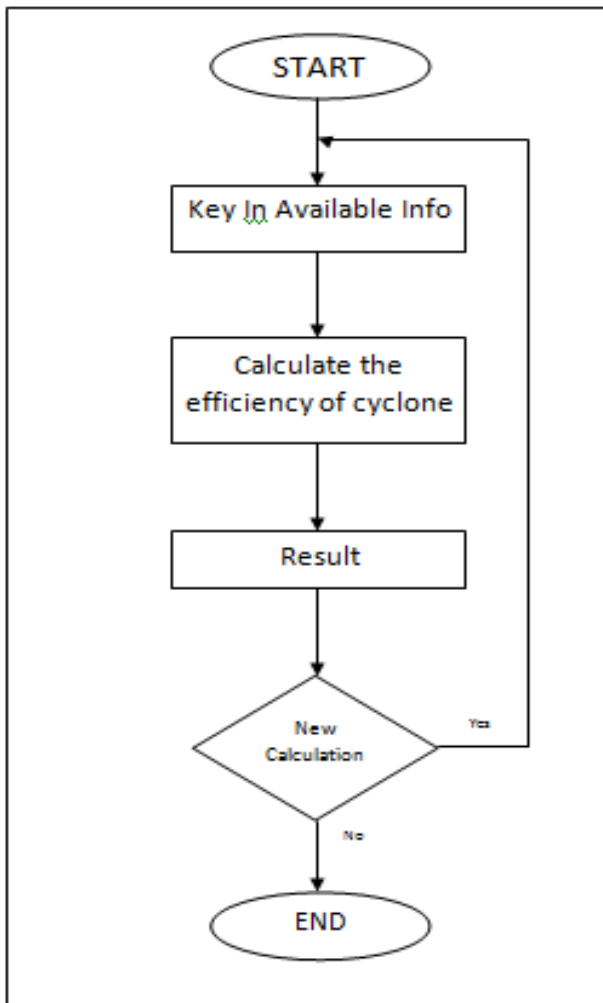 START
Key In Available Info
Calculate the
efficiency of cyclone
Result
New
Calculation
Yes
No
END